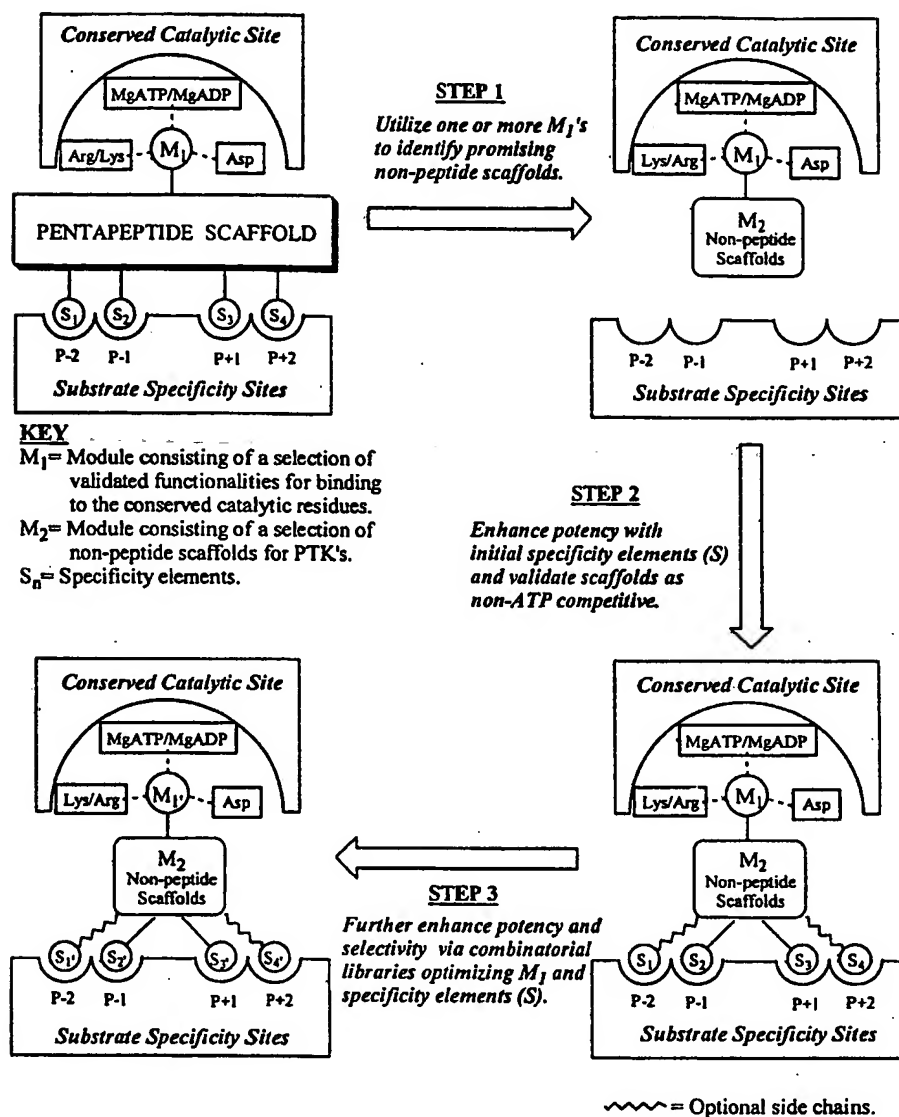 Conserved Catalytic Site
MgATP/MgADP
Arg/Lys
M1
Asp
PENTAPEPTIDE SCAFFOLD
S1
S2
S3
S4
P-2
P-1
P+1
P+2
Substrate Specificity Sites
STEP 1
Utilize one or more M1's
to identify promising
non-peptide scaffolds.
Conserved Catalytic Site
MgATP/MgADP
Lys/Arg
M1
Asp
M2
Non-peptide
Scaffolds
P-2
P-1
P+1
P+2
Substrate Specificity Sites
KEY
M1= Module consisting of a selection of
validated functionalities for binding
to the conserved catalytic residues.
M2= Module consisting of a selection of
non-peptide scaffolds for PTK's.
Sn= Specificity elements.
STEP 2
Enhance potency with
initial specificity elements (S)
and validate scaffolds as
non-ATP competitive.
Conserved Catalytic Site
MgATP/MgADP
Lys/Arg
M1'
Asp
M2
Non-peptide
Scaffolds
S1'
S2'
S3'
S4'
P-2
P-1
P+1
P+2
Substrate Specificity Sites
STEP 3
Further enhance potency and
selectivity via combinatorial
libraries optimizing M1 and
specificity elements (S).
Conserved Catalytic Site
MgATP/MgADP
Lys/Arg
M1
Asp
M2
Non-peptide
Scaffolds
S1
S2
S3
S4
P-2
P-1
P+1
P+2
Substrate Specificity Sites
= Optional side chains.